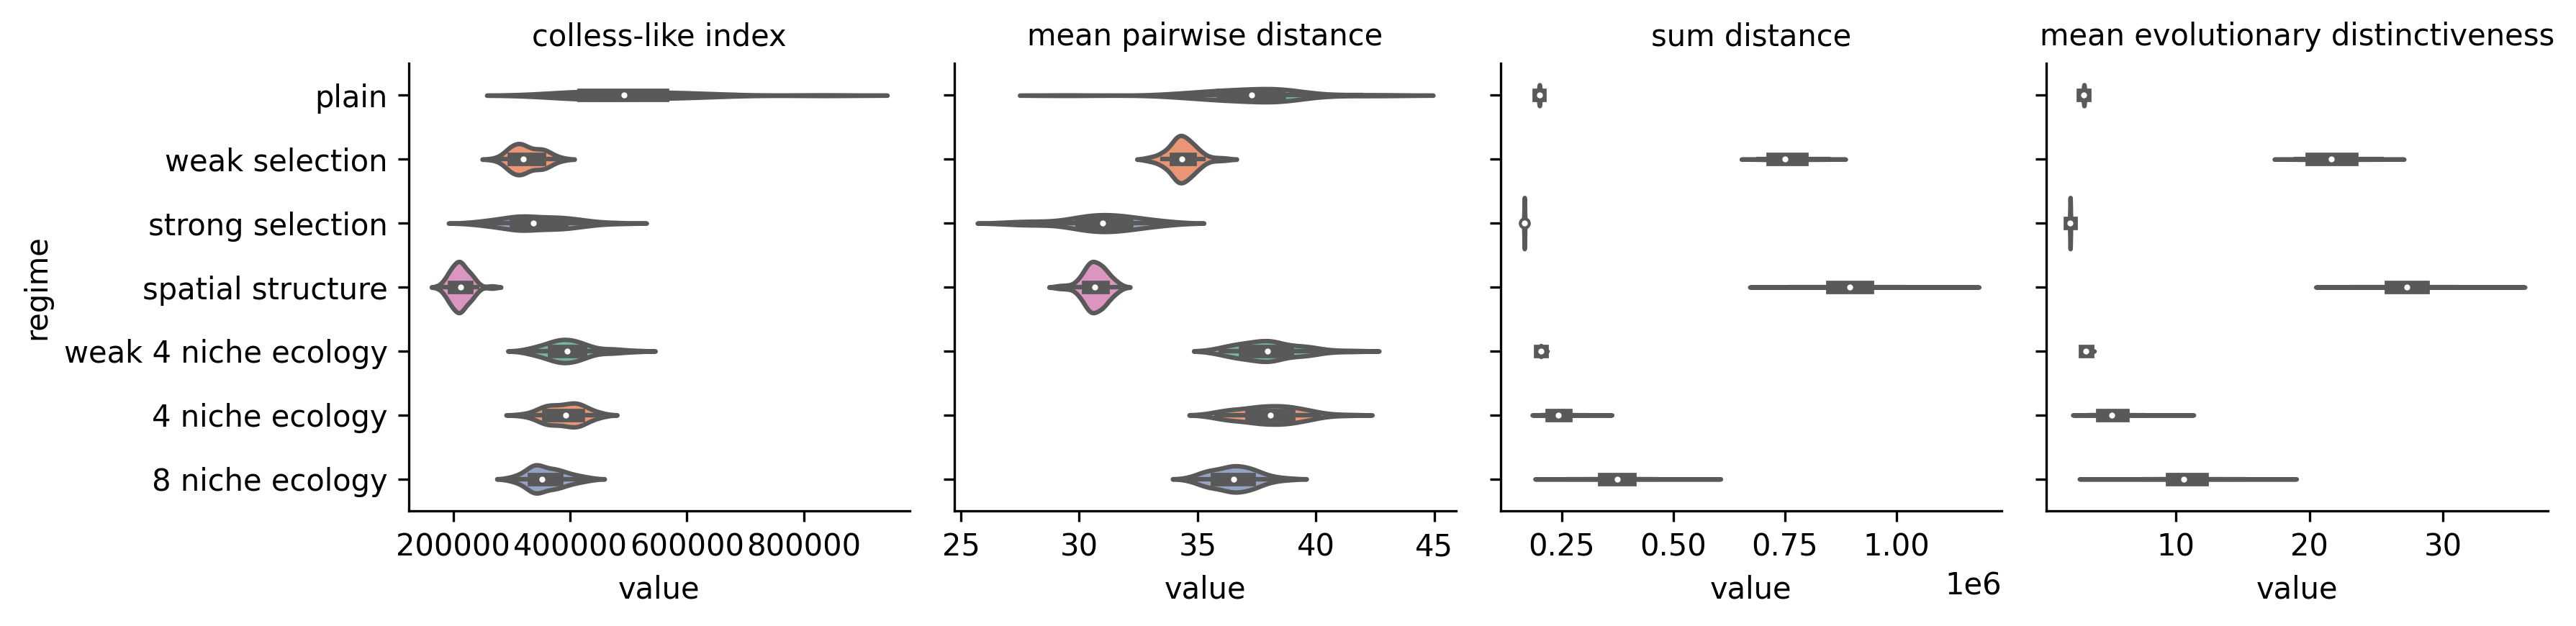 colless-like index
mean pairwise distance
sum distance
mean evolutionary distinctiveness
regime
plain
weak selection
strong selection
spatial structure
weak 4 niche ecology
4 niche ecology
8 niche ecology
200000 400000 600000 800000
value
25 30 35 40 45
value
0.25 0.50 0.75 1.00
1e6
value
10 20 30
value